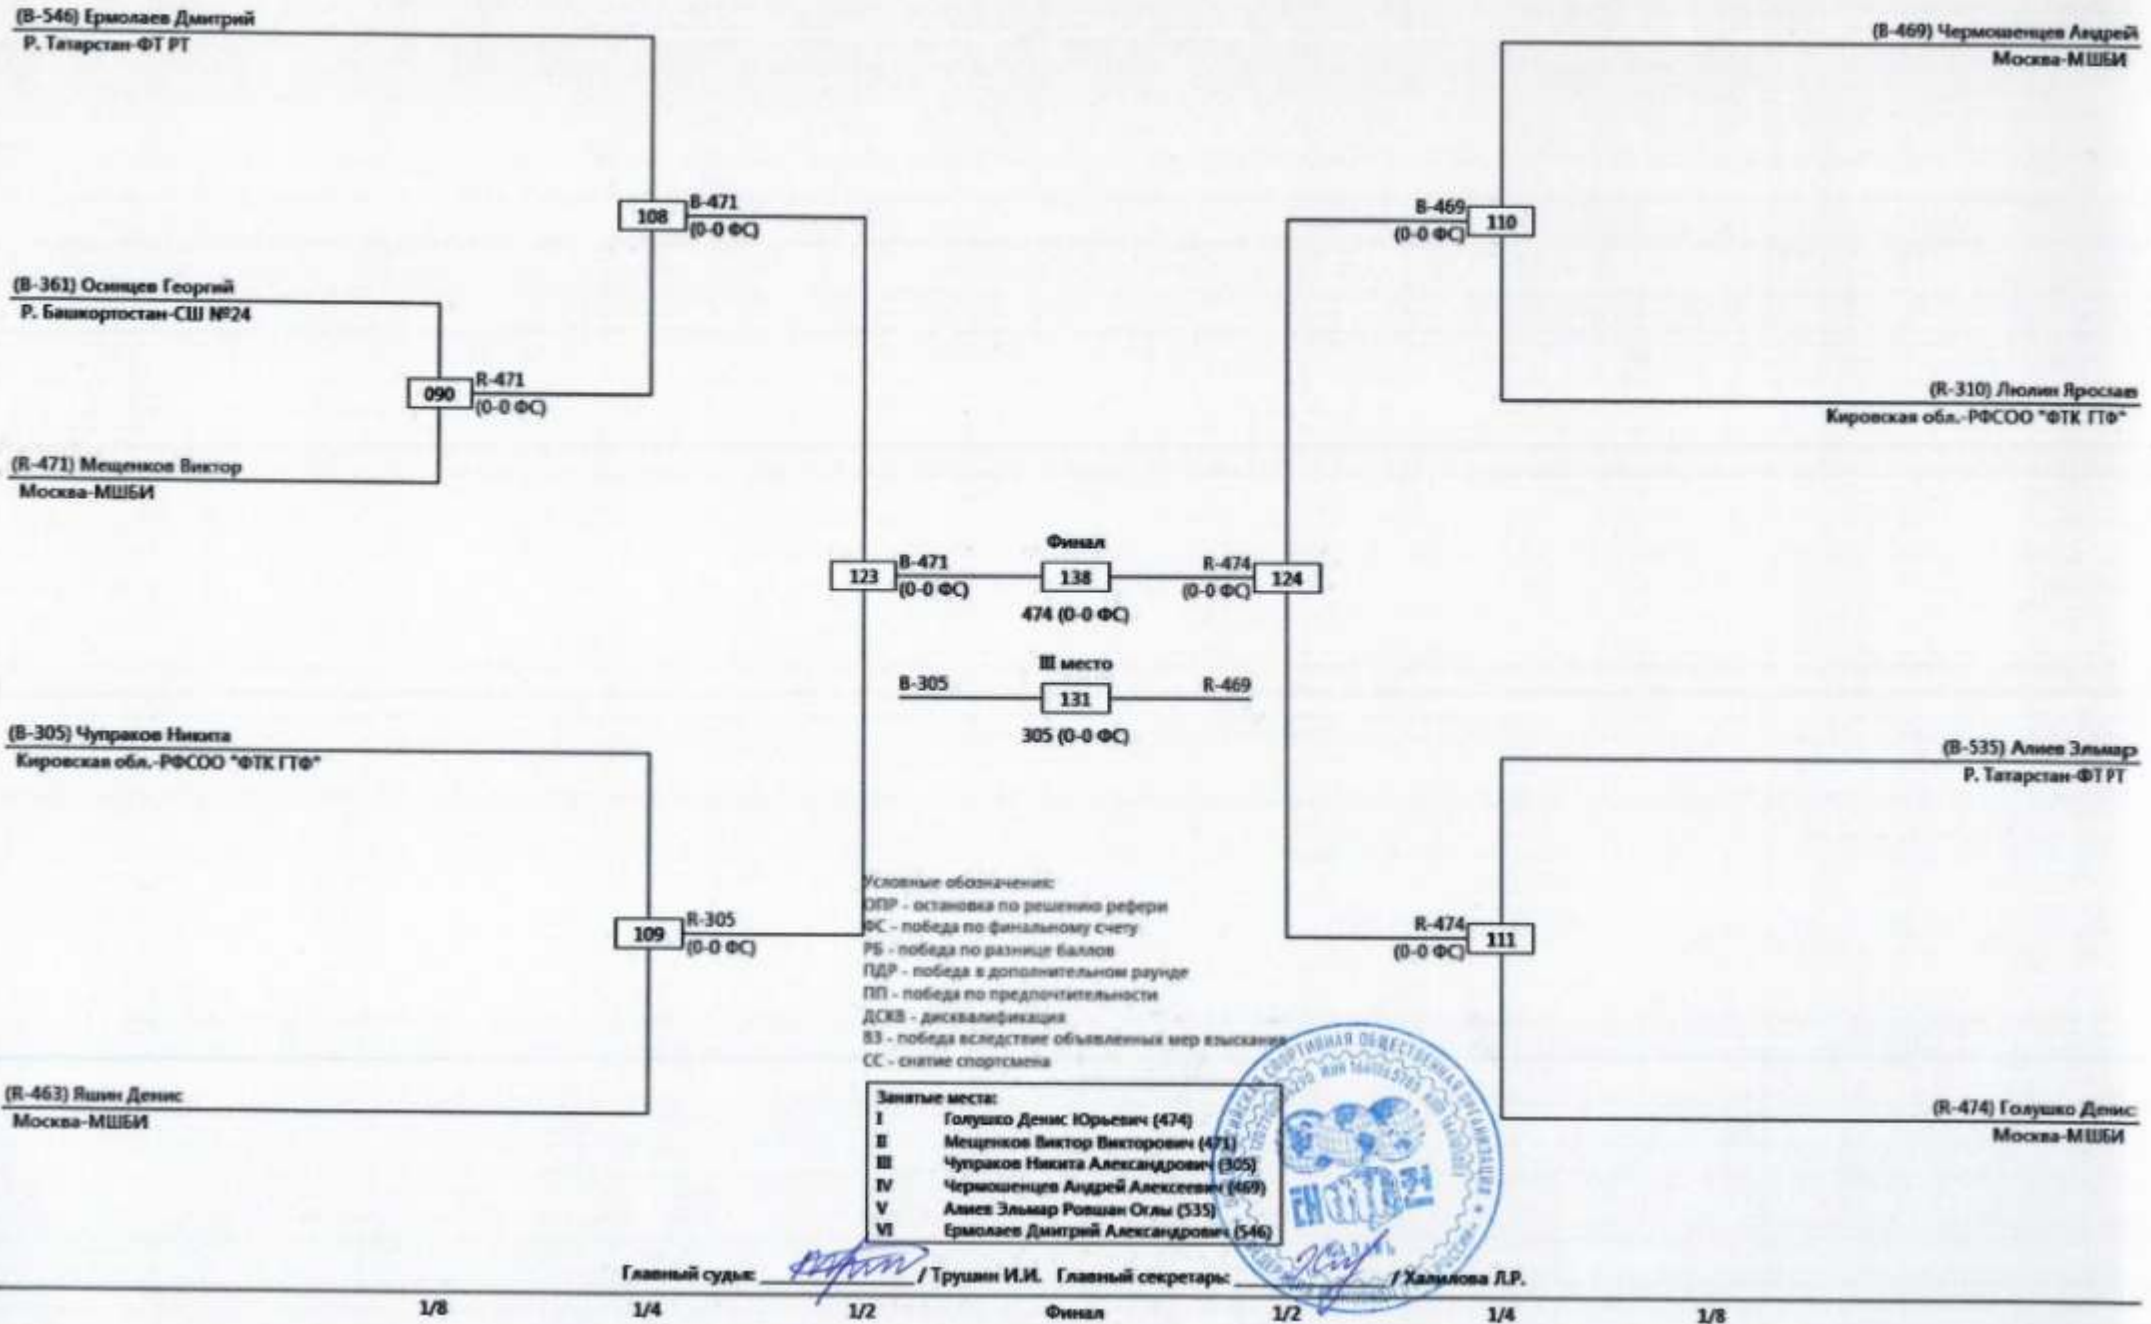 (B-546) Ермолаев Дмитрий
Р. Татарстан-ФТ РТ
(B-469) Чермошенцев Андрей
Москва-МШБИ
108
B-471
(0-0 ФС)
B-469
(0-0 ФС)
110
(B-361) Осинцев Георгий
Р. Башкортостан-СШ №24
090
R-471
(0-0 ФС)
(R-310) Люлин Ярослав
Кировская обл.-РФСОО "ФТК ГТФ"
(R-471) Мещенков Виктор
Москва-МШБИ
Финал
123
B-471
(0-0 ФС)
138
R-474
(0-0 ФС)
124
474 (0-0 ФС)
III место
B-305
131
R-469
305 (0-0 ФС)
(B-305) Чупраков Никита
Кировская обл.-РФСОО "ФТК ГТФ"
(B-535) Алиев Эльмар
Р. Татарстан-ФТ РТ
109
R-305
(0-0 ФС)
R-474
(0-0 ФС)
111
Условные обозначения:
ОПР - остановка по решению рефери
ФС - победа по финальному счету
РБ - победа по разнице баллов
ПДР - победа в дополнительном раунде
ПП - победа по предпочтительности
ДСКВ - дисквалификация
ВЗ - победа вследствие объявленных мер взыскания
СС - снятие спортсмена
(R-463) Яшин Денис
Москва-МШБИ
(R-474) Голушко Денис
Москва-МШБИ
Занятые места:
I Голушко Денис Юрьевич (474)
II Мещенков Виктор Викторович (471)
III Чупраков Никита Александрович (305)
IV Чермошенцев Андрей Алексеевич (469)
V Алиев Эльмар Ровшан Оглы (535)
VI Ермолаев Дмитрий Александрович (546)
СПОРТИВНАЯ ОБЩЕСТВЕННАЯ ОРГАНИЗАЦИЯ
Главный судья: / Трушин И.И. Главный секретарь: / Халилова Л.Р.
1/8 1/4 1/2 Финал 1/2 1/4 1/8